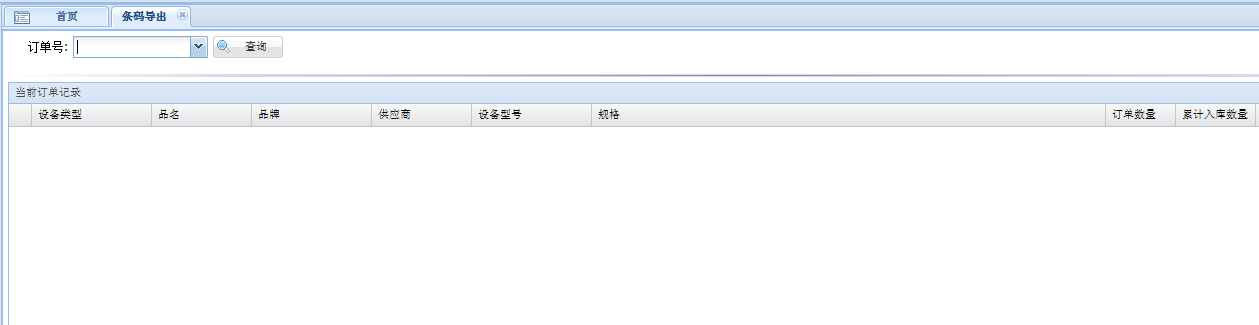 首页 条码导出
订单号: 查询
当前订单记录
设备类型 品名 品牌 供应商 设备型号 规格 订单数量 累计入库数量